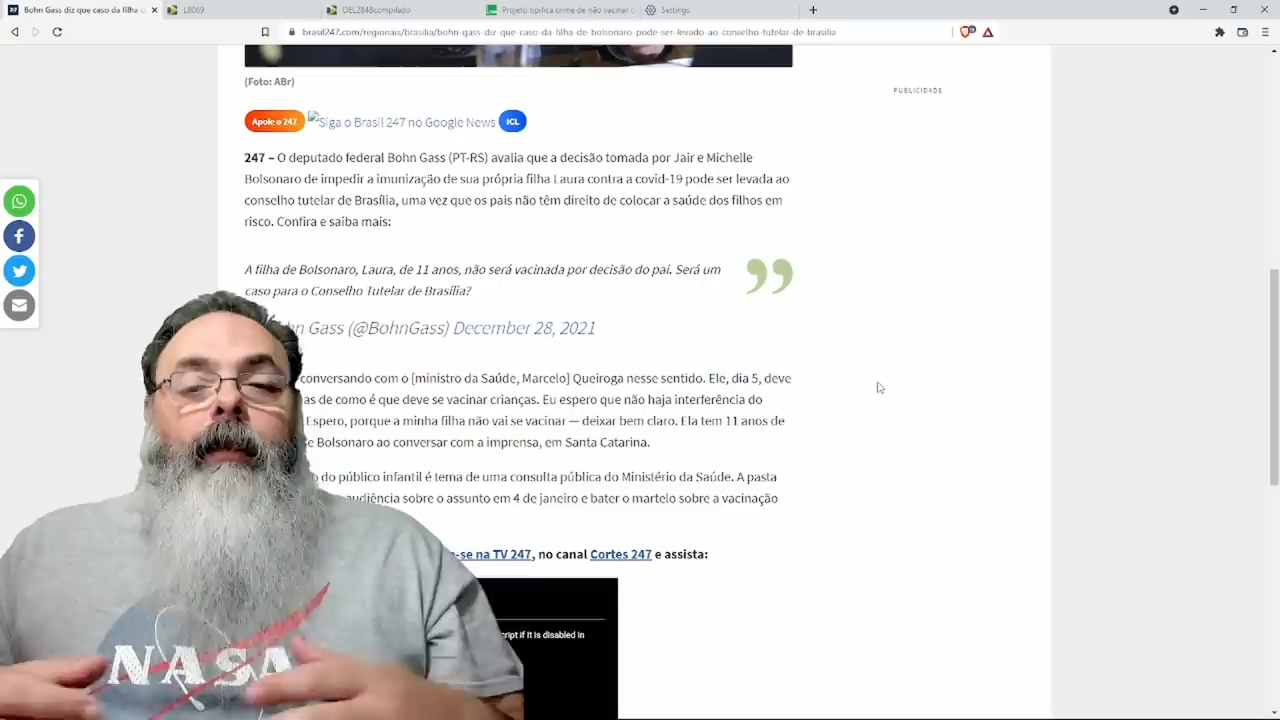 Bohn Gass diz que caso da filha d
L8069
DEL2848compilado
Projeto tipifica crime de não vacinar c
Settings
brasil247.com/regionais/brasilia/bohn-gass-diz-que-caso-da-filha-de-bolsonaro-pode-ser-levado-ao-conselho-tutelar-de-brasilia
(Foto: ABr)
PUBLICIDADE
Apoie o 247
Siga o Brasil 247 no Google News
ICL
247 – O deputado federal Bohn Gass (PT-RS) avalia que a decisão tomada por Jair e Michelle
Bolsonaro de impedir a imunização de sua própria filha Laura contra a covid-19 pode ser levada ao
conselho tutelar de Brasília, uma vez que os pais não têm direito de colocar a saúde dos filhos em
risco. Confira e saiba mais:
A filha de Bolsonaro, Laura, de 11 anos, não será vacinada por decisão do pai. Será um
caso para o Conselho Tutelar de Brasília?
hn Gass (@BohnGass) December 28, 2021
conversando com o [ministro da Saúde, Marcelo] Queiroga nesse sentido. Ele, dia 5, deve
as de como é que deve se vacinar crianças. Eu espero que não haja interferência do
Espero, porque a minha filha não vai se vacinar — deixar bem claro. Ela tem 11 anos de
e Bolsonaro ao conversar com a imprensa, em Santa Catarina.
o do público infantil é tema de uma consulta pública do Ministério da Saúde. A pasta
audiência sobre o assunto em 4 de janeiro e bater o martelo sobre a vacinação
-se na TV 247, no canal Cortes 247 e assista:
cript if it is disabled in
NASA